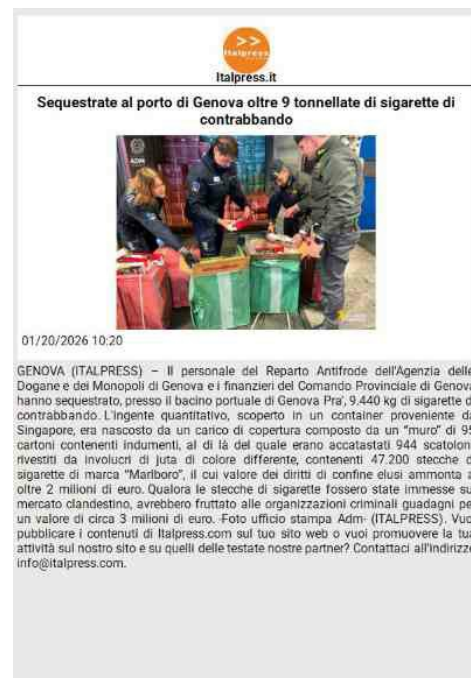 >>
Italpress
Italpress.it
Sequestrate al porto di Genova oltre 9 tonnellate di sigarette di
contrabbando
ADM
01/20/2026 10:20
GENOVA (ITALPRESS) – Il personale del Reparto Antifrode dell'Agenzia delle
Dogane e dei Monopoli di Genova e i finanzieri del Comando Provinciale di Genova
hanno sequestrato, presso il bacino portuale di Genova Pra', 9.440 kg di sigarette d
contrabbando. L'ingente quantitativo, scoperto in un container proveniente da
Singapore, era nascosto da un carico di copertura composto da un "muro" di 95
cartoni contenenti indumenti, al di là del quale erano accatastati 944 scatolon
rivestiti da involucri di juta di colore differente, contenenti 47.200 stecche d
sigarette di marca "Marlboro", il cui valore dei diritti di confine elusi ammonta a
oltre 2 milioni di euro. Qualora le stecche di sigarette fossero state immesse su
mercato clandestino, avrebbero fruttato alle organizzazioni criminali guadagni pe
un valore di circa 3 milioni di euro. -Foto ufficio stampa Adm- (ITALPRESS). Vuo
pubblicare i contenuti di Italpress.com sul tuo sito web o vuoi promuovere la tua
attività sul nostro sito e su quelli delle testate nostre partner? Contattaci all'indirizzo
info@italpress.com.